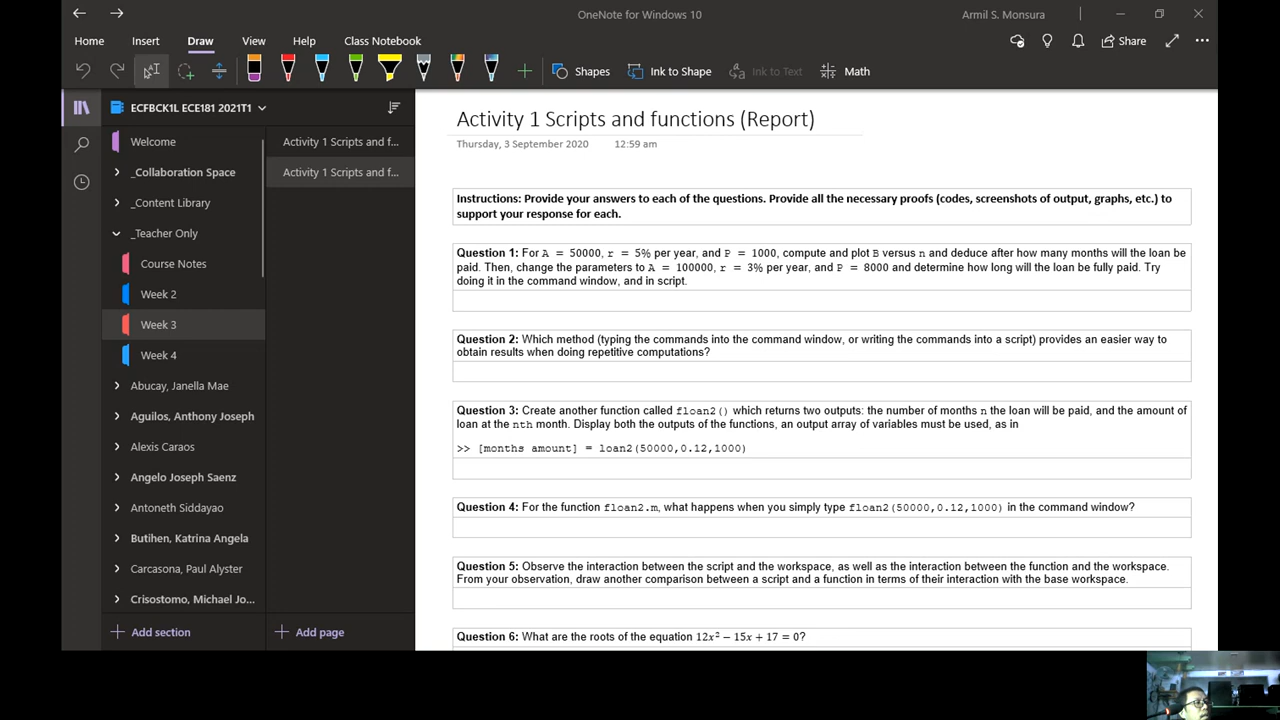 OneNote for Windows 10
Armil S. Monsura
Home Insert Draw View Help Class Notebook
Share
Shapes Ink to Shape Ink to Text Math
ECFBCK1L ECE181 2021T1
Welcome
_Collaboration Space
_Content Library
_Teacher Only
Course Notes
Week 2
Week 3
Week 4
Abucay, Janella Mae
Aguilos, Anthony Joseph
Alexis Caraos
Angelo Joseph Saenz
Antoneth Siddayao
Butihen, Katrina Angela
Carcasona, Paul Alyster
Crisostomo, Michael Jo...
Add section
Activity 1 Scripts and f...
Activity 1 Scripts and f...
Add page
Activity 1 Scripts and functions (Report)
Thursday, 3 September 2020 12:59 am
Instructions: Provide your answers to each of the questions. Provide all the necessary proofs (codes, screenshots of output, graphs, etc.) to
support your response for each.
Question 1: For A = 50000, r = 5% per year, and P = 1000, compute and plot B versus n and deduce after how many months will the loan be
paid. Then, change the parameters to A = 100000, r = 3% per year, and P = 8000 and determine how long will the loan be fully paid. Try
doing it in the command window, and in script.
Question 2: Which method (typing the commands into the command window, or writing the commands into a script) provides an easier way to
obtain results when doing repetitive computations?
Question 3: Create another function called floan2() which returns two outputs: the number of months n the loan will be paid, and the amount of
loan at the nth month. Display both the outputs of the functions, an output array of variables must be used, as in
>> [months amount] = loan2(50000,0.12,1000)
Question 4: For the function floan2.m, what happens when you simply type floan2(50000,0.12,1000) in the command window?
Question 5: Observe the interaction between the script and the workspace, as well as the interaction between the function and the workspace.
From your observation, draw another comparison between a script and a function in terms of their interaction with the base workspace.
Question 6: What are the roots of the equation 12x² − 15x + 17 = 0?